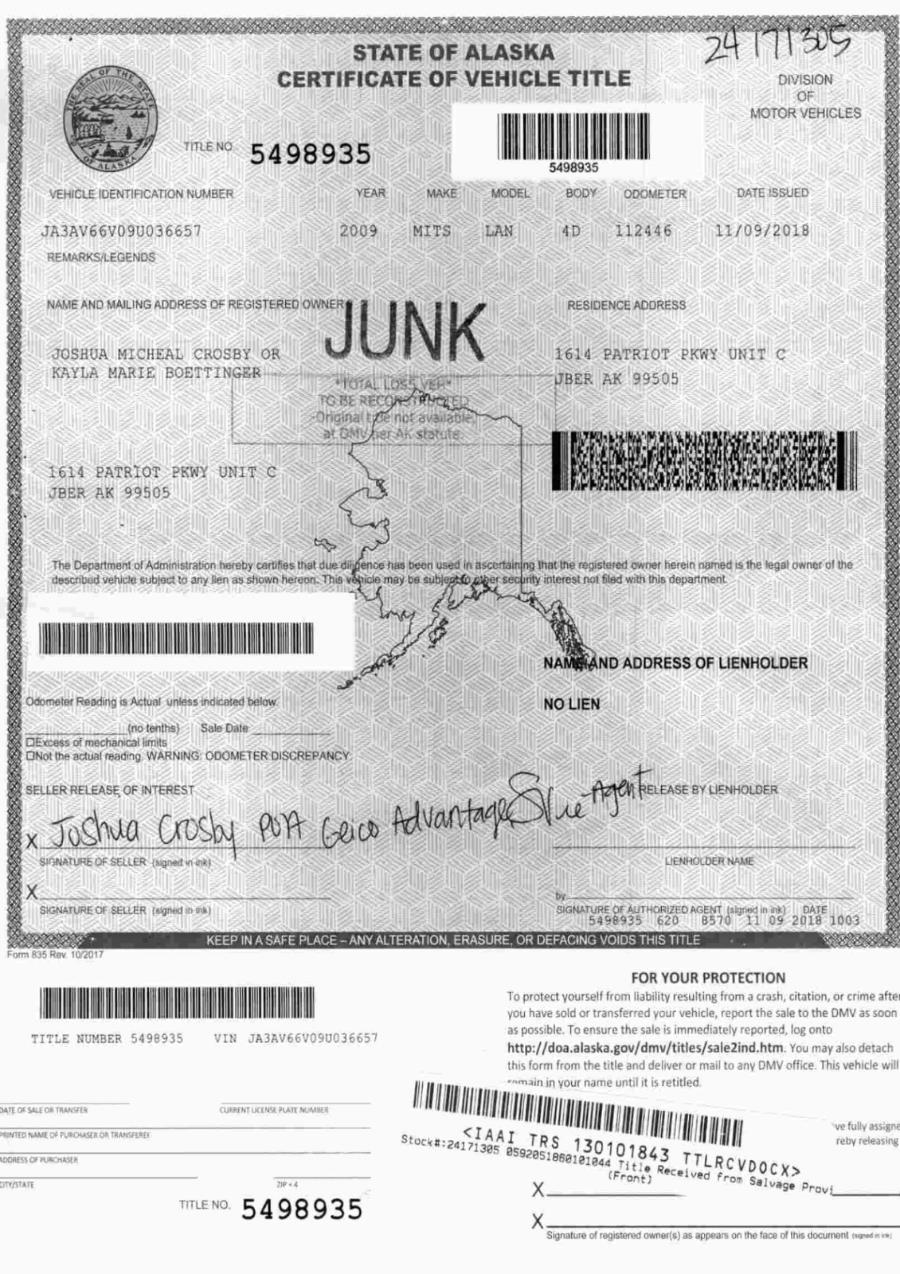 24171305
STATE OF ALASKA
CERTIFICATE OF VEHICLE TITLE
DIVISION
OF
MOTOR VEHICLES
THE SEAL OF THE STATE OF ALASKA
TITLE NO 5498935
5498935
VEHICLE IDENTIFICATION NUMBER YEAR MAKE MODEL BODY ODOMETER DATE ISSUED
JA3AV66V09U036657 2009 MITS LAN 4D 112446 11/09/2018
REMARKS/LEGENDS
NAME AND MAILING ADDRESS OF REGISTERED OWNER RESIDENCE ADDRESS
JUNK
JOSHUA MICHEAL CROSBY OR 1614 PATRIOT PKWY UNIT C
KAYLA MARIE BOETTINGER JBER AK 99505
*TOTAL LOSS VEH*
TO BE RECONSTRUCTED
Original title not available
at DMV per AK statute.
1614 PATRIOT PKWY UNIT C
JBER AK 99505
The Department of Administration hereby certifies that due diligence has been used in ascertaining that the registered owner herein named is the legal owner of the
described vehicle subject to any lien as shown hereon. This vehicle may be subject to other security interest not filed with this department.
NAME AND ADDRESS OF LIENHOLDER
Odometer Reading is Actual unless indicated below.
NO LIEN
(no tenths) Sale Date
☐Excess of mechanical limits
☐Not the actual reading. WARNING: ODOMETER DISCREPANCY
SELLER RELEASE OF INTEREST RELEASE BY LIENHOLDER
X Joshua Crosby POA Geico Advantage Agent
SIGNATURE OF SELLER (signed in ink) LIENHOLDER NAME
X
by
SIGNATURE OF SELLER (signed in ink) SIGNATURE OF AUTHORIZED AGENT (signed in ink) DATE
5498935 620 8570 11 09 2018 1003
KEEP IN A SAFE PLACE – ANY ALTERATION, ERASURE, OR DEFACING VOIDS THIS TITLE
Form 835 Rev. 10/2017
FOR YOUR PROTECTION
To protect yourself from liability resulting from a crash, citation, or crime after
you have sold or transferred your vehicle, report the sale to the DMV as soon
as possible. To ensure the sale is immediately reported, log onto
http://doa.alaska.gov/dmv/titles/sale2ind.htm. You may also detach
this form from the title and deliver or mail to any DMV office. This vehicle will
remain in your name until it is retitled.
TITLE NUMBER 5498935 VIN JA3AV66V09U036657
DATE OF SALE OR TRANSFER CURRENT LICENSE PLATE NUMBER
PRINTED NAME OF PURCHASER OR TRANSFEREE
ADDRESS OF PURCHASER
CITY/STATE ZIP + 4
TITLE NO. 5498935
've fully assigne
reby releasing
<IAAI TRS 130101843 TTLRCVDOCX>
Stock#:24171305 0592051860101044 Title Received from Salvage Provi
(Front)
X
X
Signature of registered owner(s) as appears on the face of this document (signed in ink)